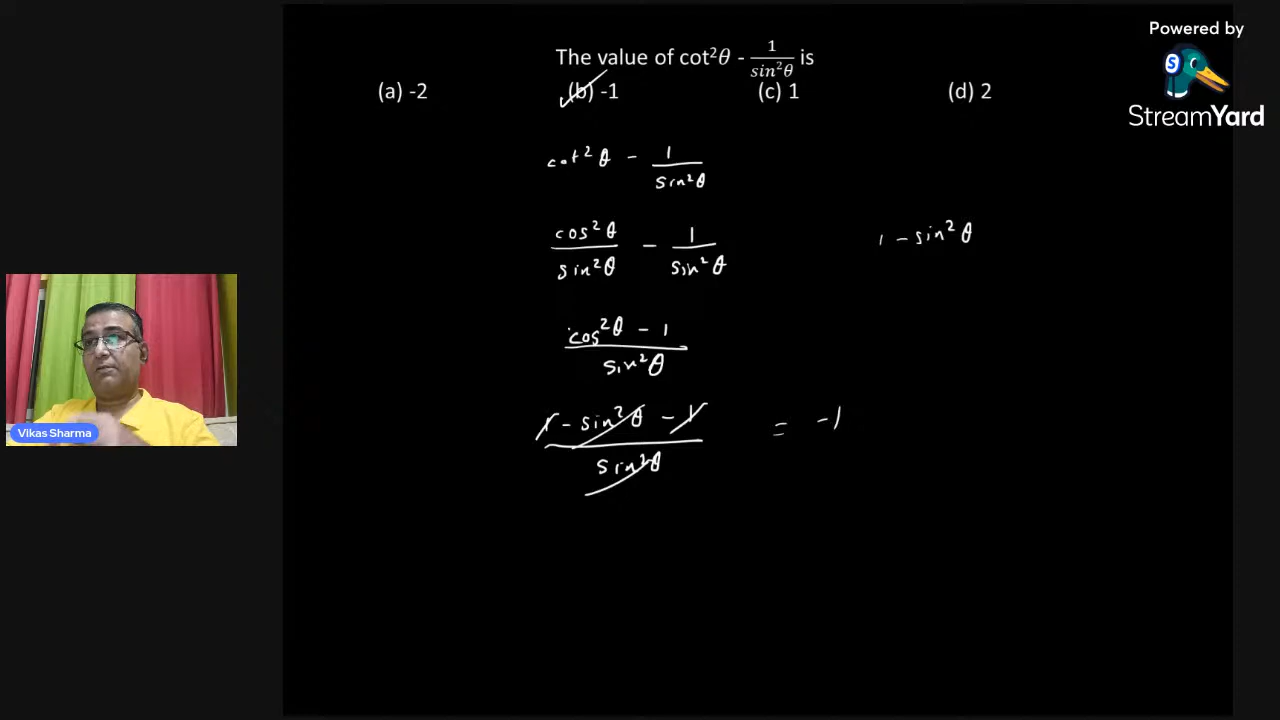 Powered by
StreamYard
The value of cot²θ - 1/sin²θ is
(a) -2 (b) -1 (c) 1 (d) 2
cot²θ - 1/sin²θ
cos²θ/sin²θ - 1/sin²θ
1 - sin²θ
cos²θ - 1/sin²θ
1 - sin²θ - 1/sin²θ = -1
Vikas Sharma